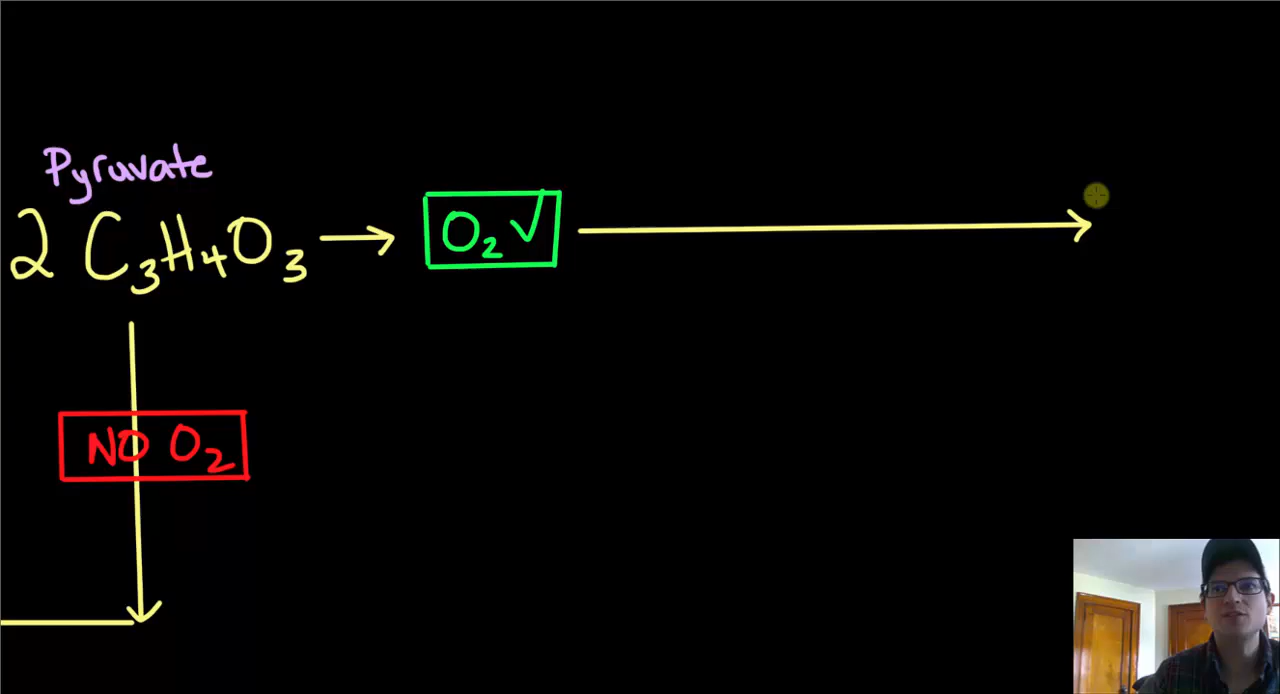 Pyruvate
2 C₃H₄O₃ → O₂ ✓
NO O₂